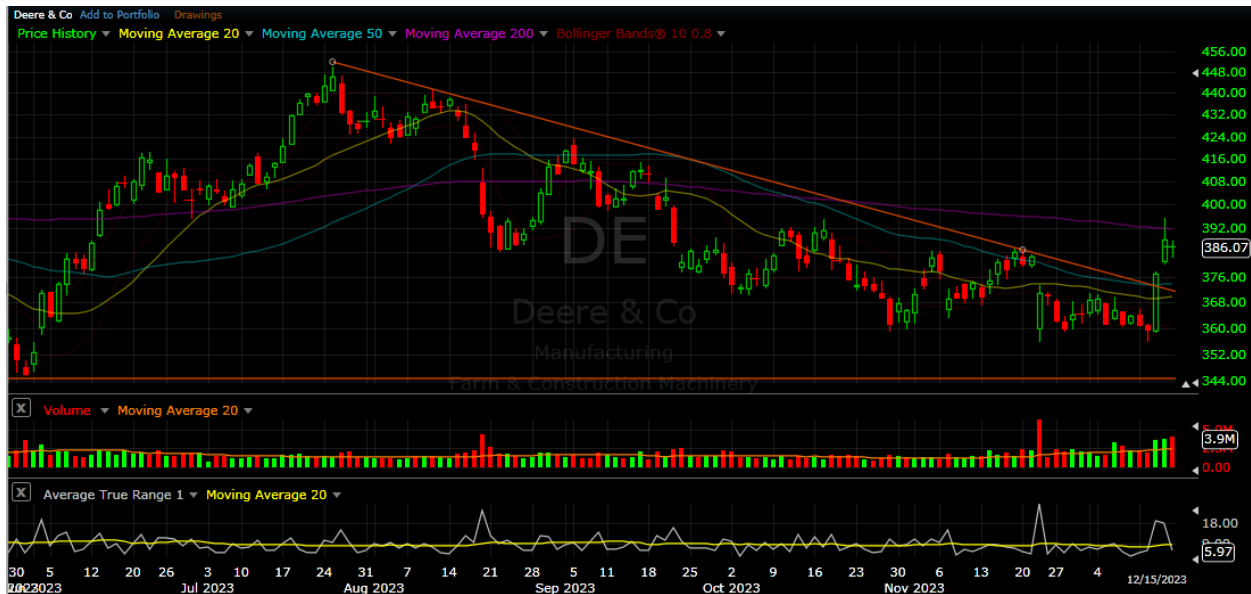 Deere & Co Add to Portfolio Drawings
Price History Moving Average 20 Moving Average 50 Moving Average 200 Bollinger Bands® 10 0.8
456.00
448.00
440.00
432.00
424.00
416.00
408.00
400.00
392.00
386.07
376.00
368.00
360.00
352.00
344.00
DE
Deere & Co
Manufacturing
Farm & Construction Machinery
X Volume Moving Average 20
3.9M
0.00
X Average True Range 1 Moving Average 20
18.00
5.97
30 5 12 20 26 3 10 17 24 31 7 14 21 28 5 11 18 25 2 9 16 23 30 6 13 20 27 4 12/15/2023
2023 Jul 2023 Aug 2023 Sep 2023 Oct 2023 Nov 2023